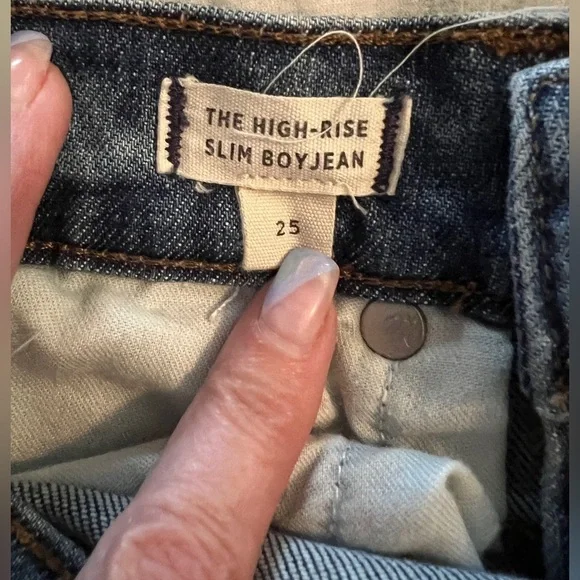 THE HIGH-RISE
SLIM BOYJEAN
25